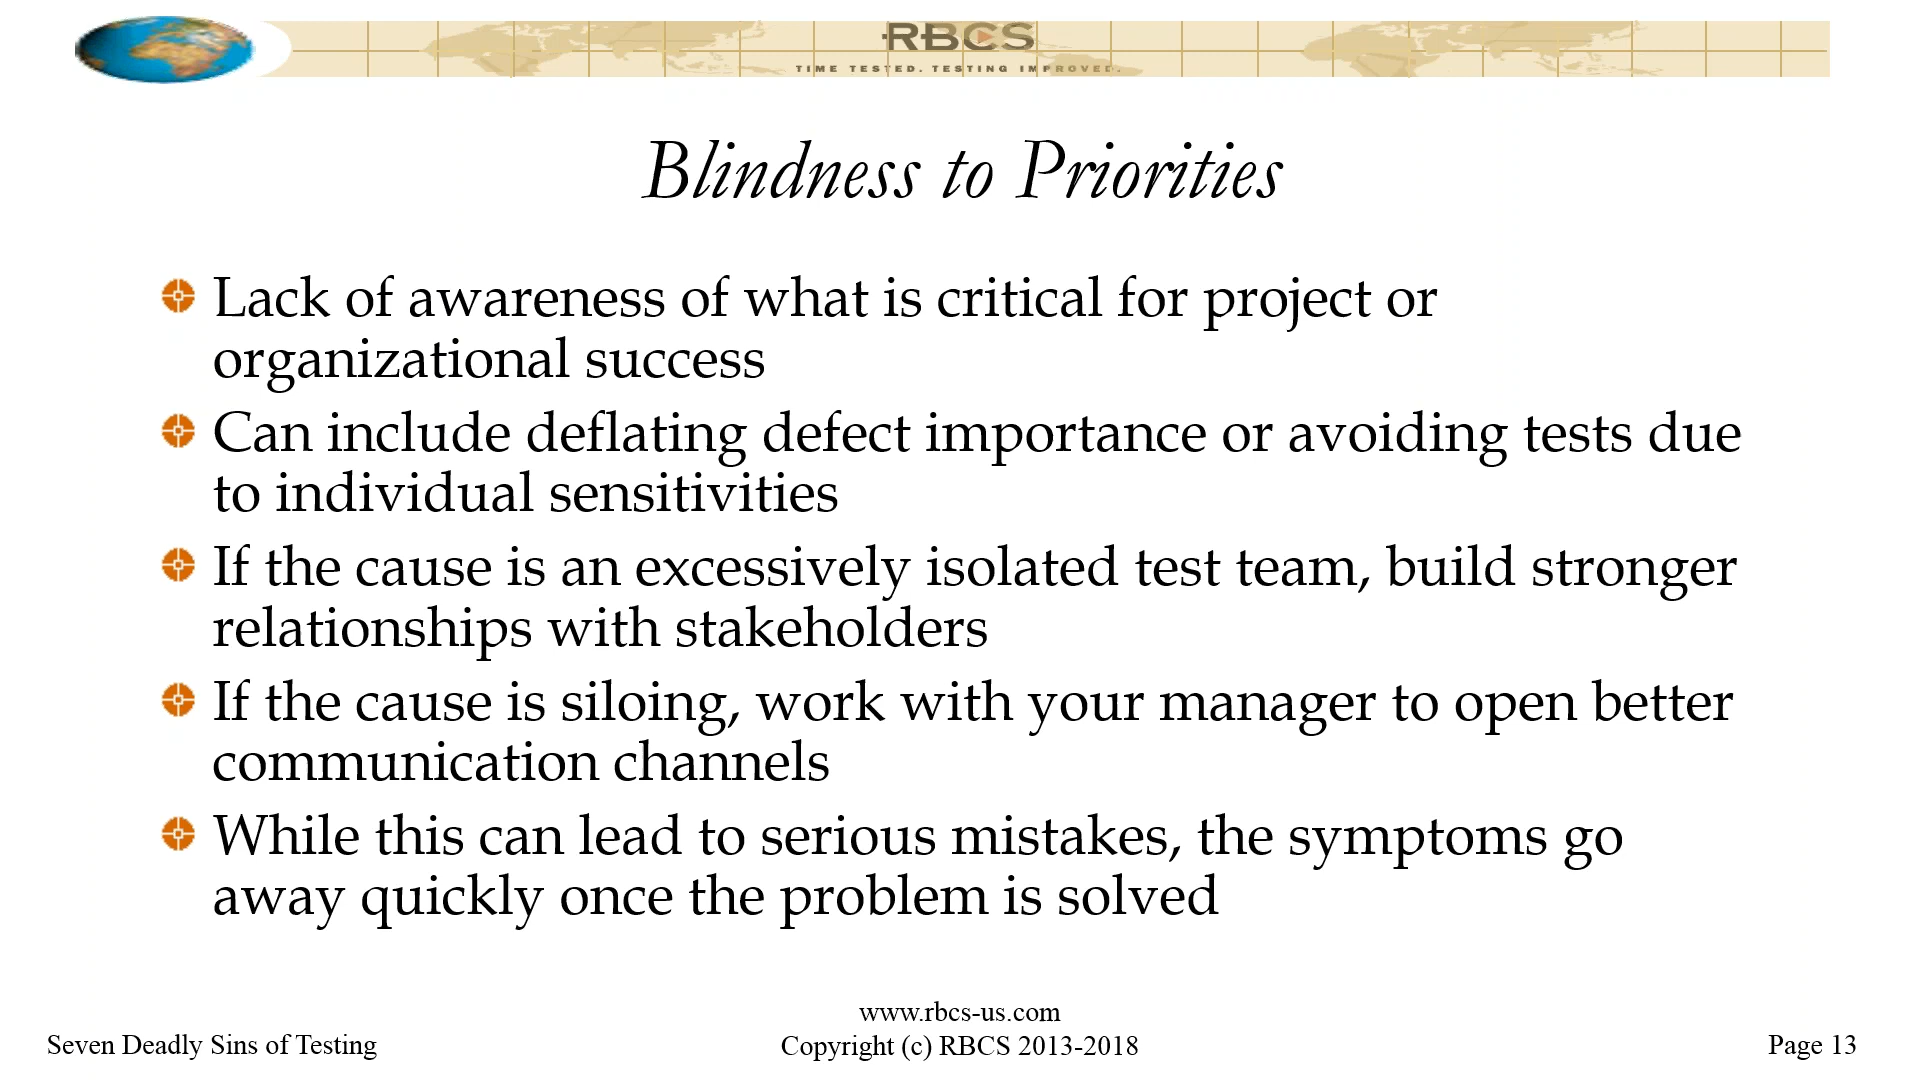 RBCS
TIME TESTED. TESTING IMPROVED.
Blindness to Priorities
Lack of awareness of what is critical for project or
organizational success
Can include deflating defect importance or avoiding tests due
to individual sensitivities
If the cause is an excessively isolated test team, build stronger
relationships with stakeholders
If the cause is siloing, work with your manager to open better
communication channels
While this can lead to serious mistakes, the symptoms go
away quickly once the problem is solved
www.rbcs-us.com
Seven Deadly Sins of Testing
Copyright (c) RBCS 2013-2018
Page 13